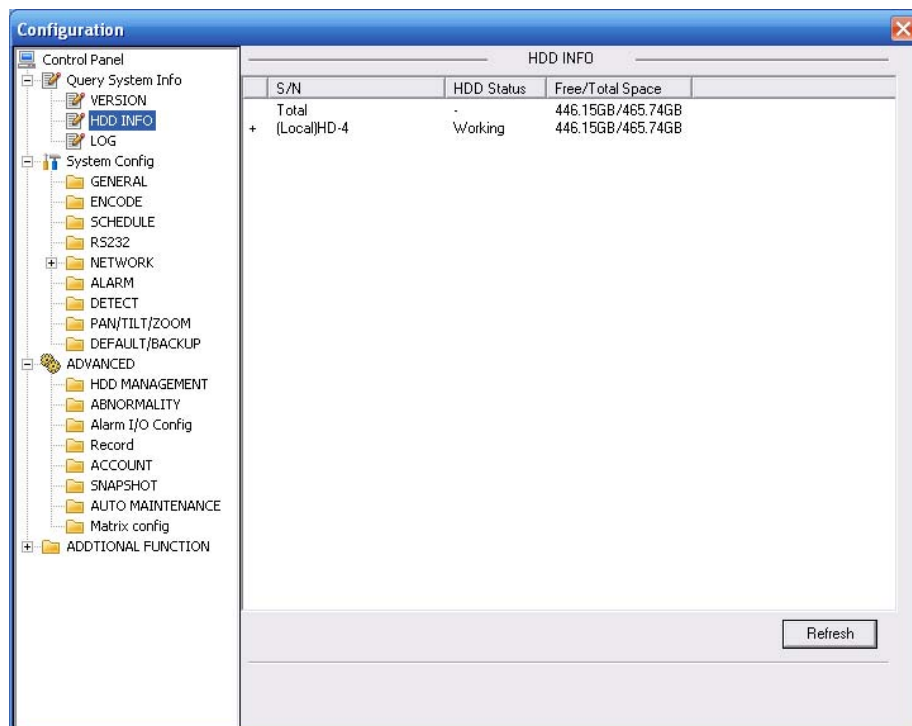 Configuration
Control Panel
Query System Info
VERSION
HDD INFO
LOG
System Config
GENERAL
ENCODE
SCHEDULE
RS232
NETWORK
ALARM
DETECT
PAN/TILT/ZOOM
DEFAULT/BACKUP
ADVANCED
HDD MANAGEMENT
ABNORMALITY
Alarm I/O Config
Record
ACCOUNT
SNAPSHOT
AUTO MAINTENANCE
Matrix config
ADDTIONAL FUNCTION
HDD INFO
S/N HDD Status Free/Total Space
Total - 446.15GB/465.74GB
+ (Local)HD-4 Working 446.15GB/465.74GB
Refresh